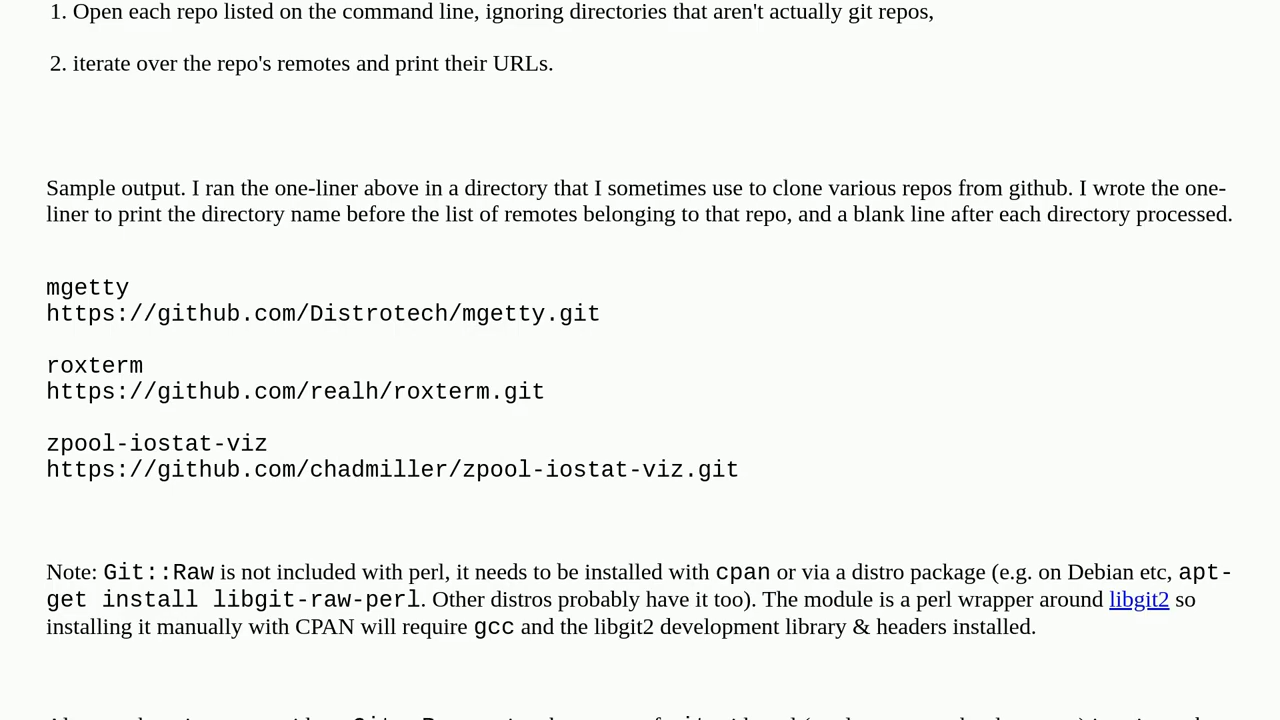 1. Open each repo listed on the command line, ignoring directories that aren't actually git repos,
2. iterate over the repo's remotes and print their URLs.
Sample output. I ran the one-liner above in a directory that I sometimes use to clone various repos from github. I wrote the one-
liner to print the directory name before the list of remotes belonging to that repo, and a blank line after each directory processed.
mgetty
https://github.com/Distrotech/mgetty.git
roxterm
https://github.com/realh/roxterm.git
zpool-iostat-viz
https://github.com/chadmiller/zpool-iostat-viz.git
Note: Git::Raw is not included with perl, it needs to be installed with cpan or via a distro package (e.g. on Debian etc, apt-
get install libgit-raw-perl. Other distros probably have it too). The module is a perl wrapper around libgit2 so
installing it manually with CPAN will require gcc and the libgit2 development library & headers installed.